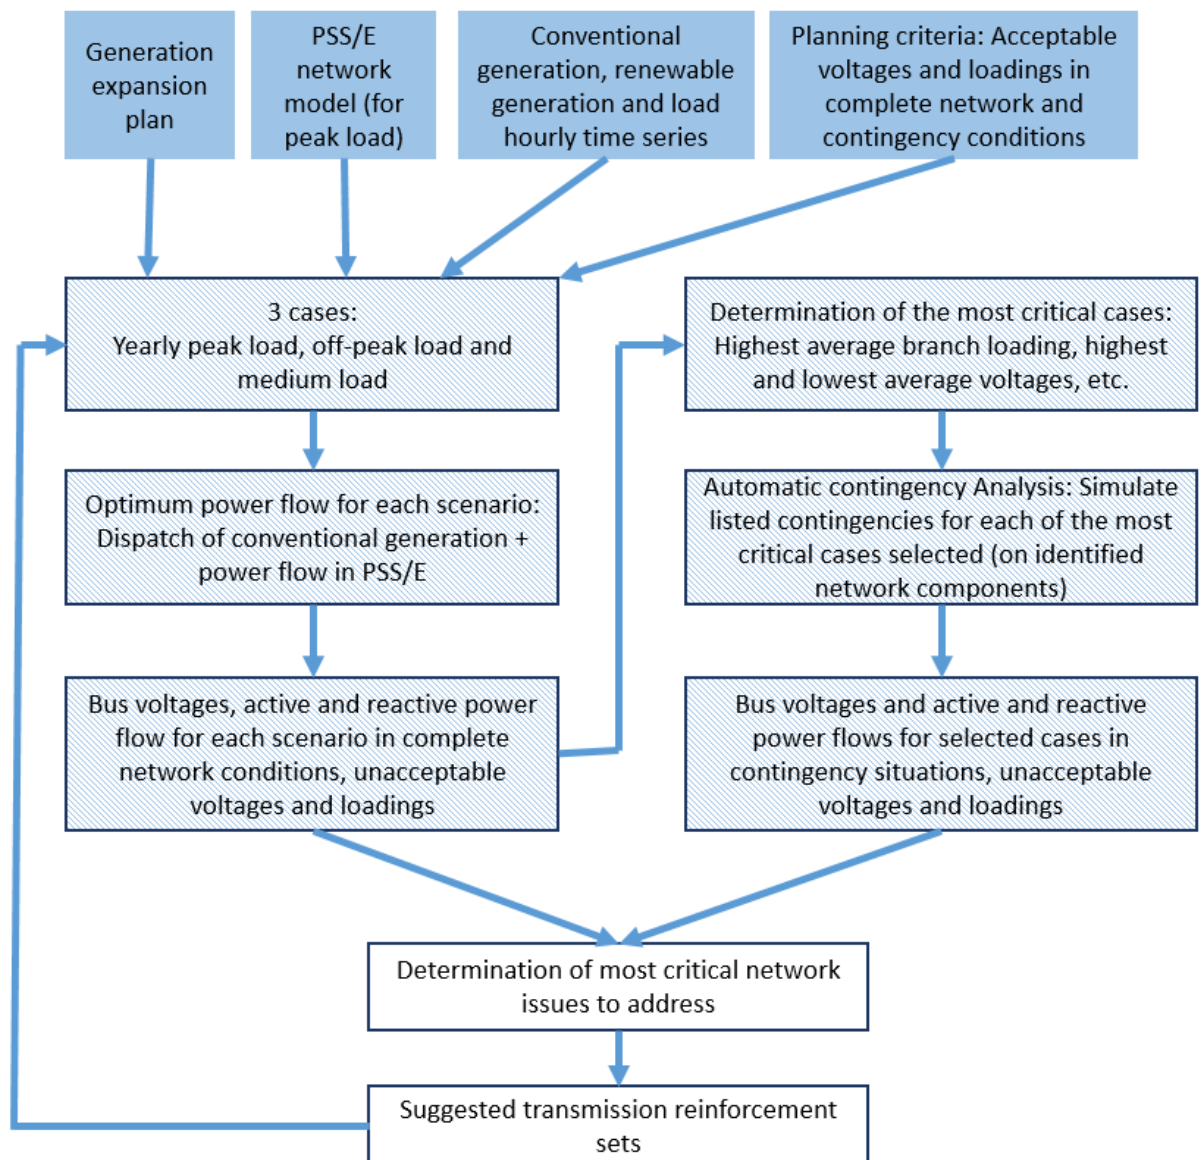 Generation
expansion
plan
PSS/E
network
model (for
peak load)
Conventional
generation, renewable
generation and load
hourly time series
Planning criteria: Acceptable
voltages and loadings in
complete network and
contingency conditions
3 cases:
Yearly peak load, off-peak load and
medium load
Determination of the most critical cases:
Highest average branch loading, highest
and lowest average voltages, etc.
Optimum power flow for each scenario:
Dispatch of conventional generation +
power flow in PSS/E
Automatic contingency Analysis: Simulate
listed contingencies for each of the most
critical cases selected (on identified
network components)
Bus voltages, active and reactive power
flow for each scenario in complete
network conditions, unacceptable
voltages and loadings
Bus voltages and active and reactive
power flows for selected cases in
contingency situations, unacceptable
voltages and loadings
Determination of most critical network
issues to address
Suggested transmission reinforcement
sets